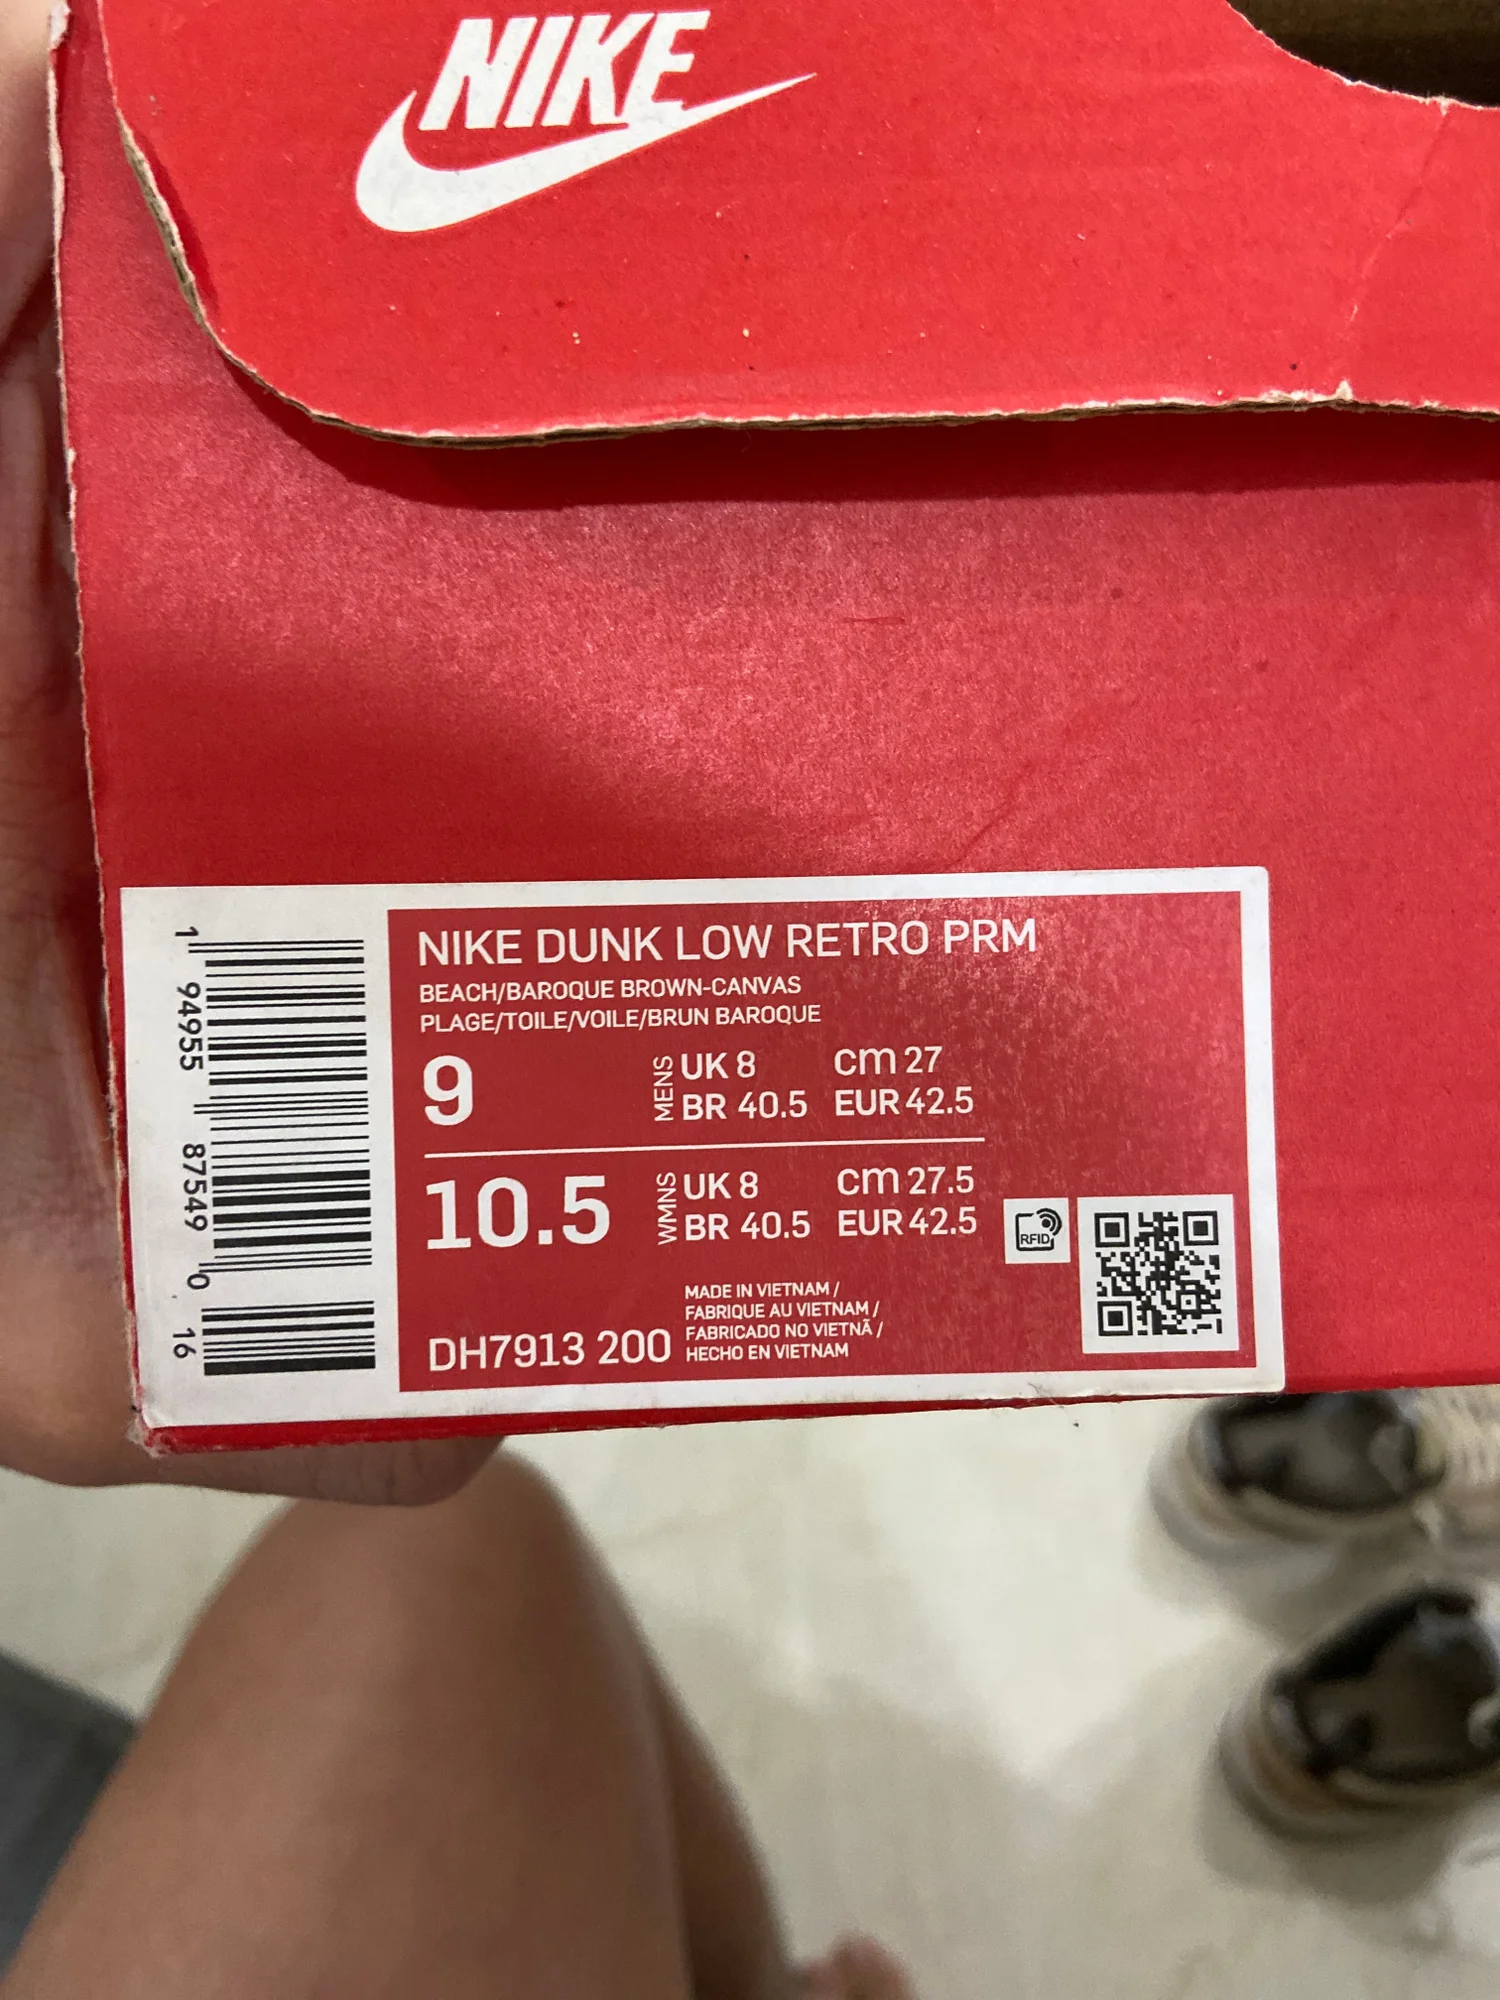 NIKE
NIKE DUNK LOW RETRO PRM
BEACH/BAROQUE BROWN-CANVAS
PLAGE/TOILE/VOILE/BRUN BAROQUE
9 MENS UK 8 cm 27
BR 40.5 EUR 42.5
10.5 WMNS UK 8 cm 27.5
BR 40.5 EUR 42.5
RFID
MADE IN VIETNAM /
FABRIQUE AU VIETNAM /
FABRICADO NO VIETNÃ /
HECHO EN VIETNAM
DH7913 200
1 94955 87549 0 16